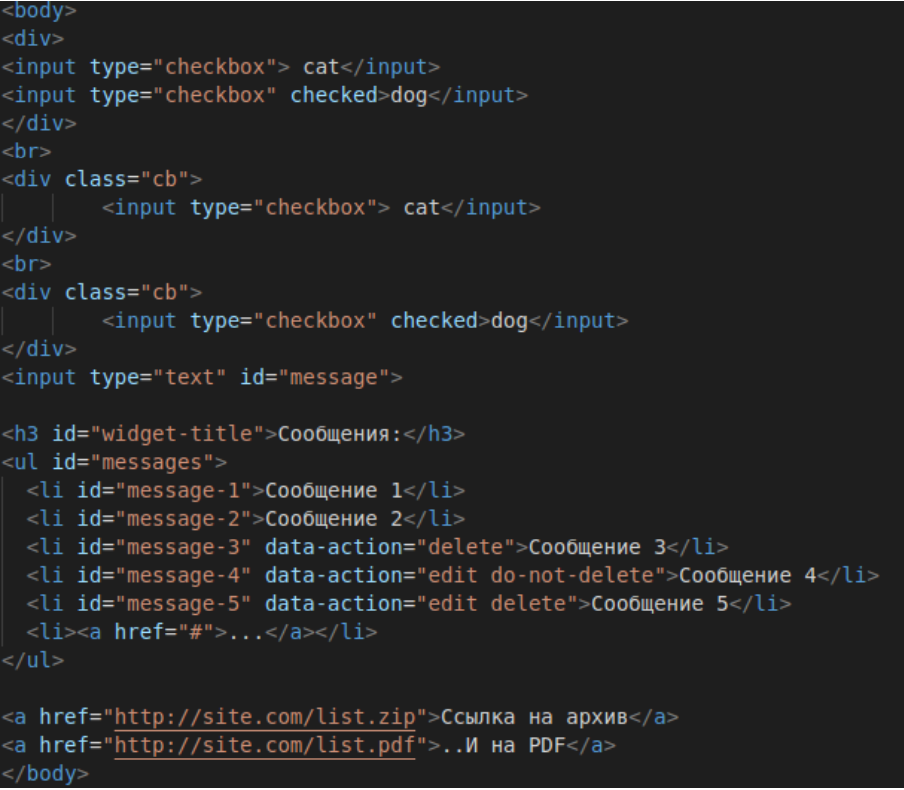 <body>
<div>
<input type="checkbox"> cat</input>
<input type="checkbox" checked>dog</input>
</div>
<br>
<div class="cb">
        <input type="checkbox"> cat</input>
</div>
<br>
<div class="cb">
        <input type="checkbox" checked>dog</input>
</div>
<input type="text" id="message">

<h3 id="widget-title">Сообщения:</h3>
<ul id="messages">
  <li id="message-1">Сообщение 1</li>
  <li id="message-2">Сообщение 2</li>
  <li id="message-3" data-action="delete">Сообщение 3</li>
  <li id="message-4" data-action="edit do-not-delete">Сообщение 4</li>
  <li id="message-5" data-action="edit delete">Сообщение 5</li>
  <li><a href="#">...</a></li>
</ul>

<a href="http://site.com/list.zip">Ссылка на архив</a>
<a href="http://site.com/list.pdf">..И на PDF</a>
</body>